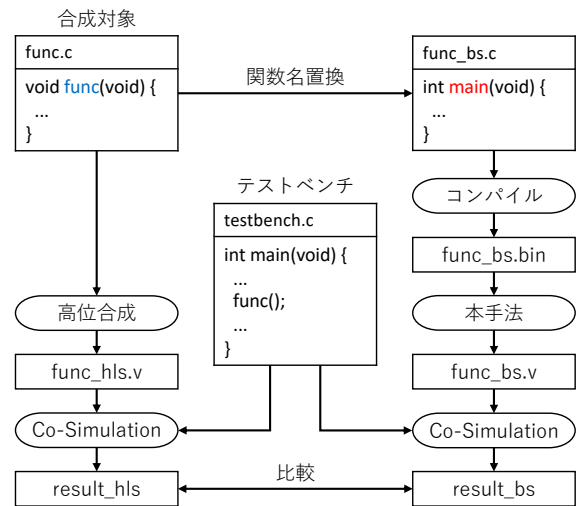 合成対象
func.c
void func(void) {
...
}
関数名置換
func_bs.c
int main(void) {
...
}
コンパイル
func_bs.bin
テストベンチ
testbench.c
int main(void) {
...
func();
...
}
高位合成
func_hls.v
Co-Simulation
result_hls
本手法
func_bs.v
Co-Simulation
result_bs
比較